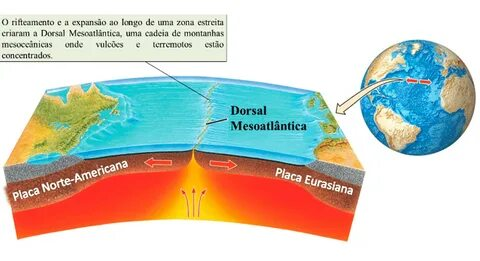 O rifteamento e a expansão ao longo de uma zona estreita
criaram a Dorsal Mesoatlântica, uma cadeia de montanhas
mesoceânicas onde vulcões e terremotos estão
concentrados.
Dorsal
Mesoatlântica
Placa Norte-Americana
Placa Eurasiana